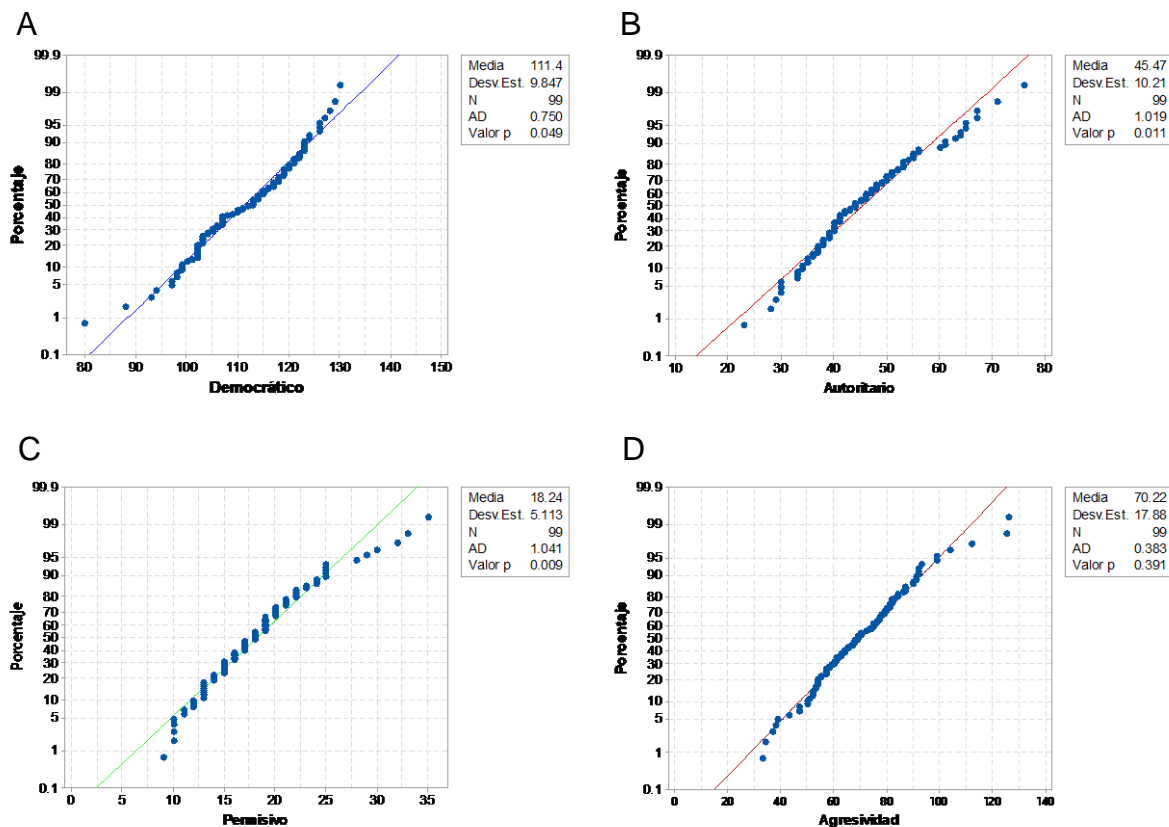 A
99.9
99
95
90
80
70
60
50
40
30
20
10
5
1
0.1
Porcentaje
80 90 100 110 120 130 140 150
Democrático
Media 111.4
Desv.Est. 9.847
N 99
AD 0.750
Valor p 0.049
B
99.9
99
95
90
80
70
60
50
40
30
20
10
5
1
0.1
Porcentaje
10 20 30 40 50 60 70 80
Autoritario
Media 45.47
Desv.Est. 10.21
N 99
AD 1.019
Valor p 0.011
C
99.9
99
95
90
80
70
60
50
40
30
20
10
5
1
0.1
Porcentaje
0 5 10 15 20 25 30 35
Permisivo
Media 18.24
Desv.Est. 5.113
N 99
AD 1.041
Valor p 0.009
D
99.9
99
95
90
80
70
60
50
40
30
20
10
5
1
0.1
Porcentaje
0 20 40 60 80 100 120 140
Agresividad
Media 70.22
Desv.Est. 17.88
N 99
AD 0.383
Valor p 0.391